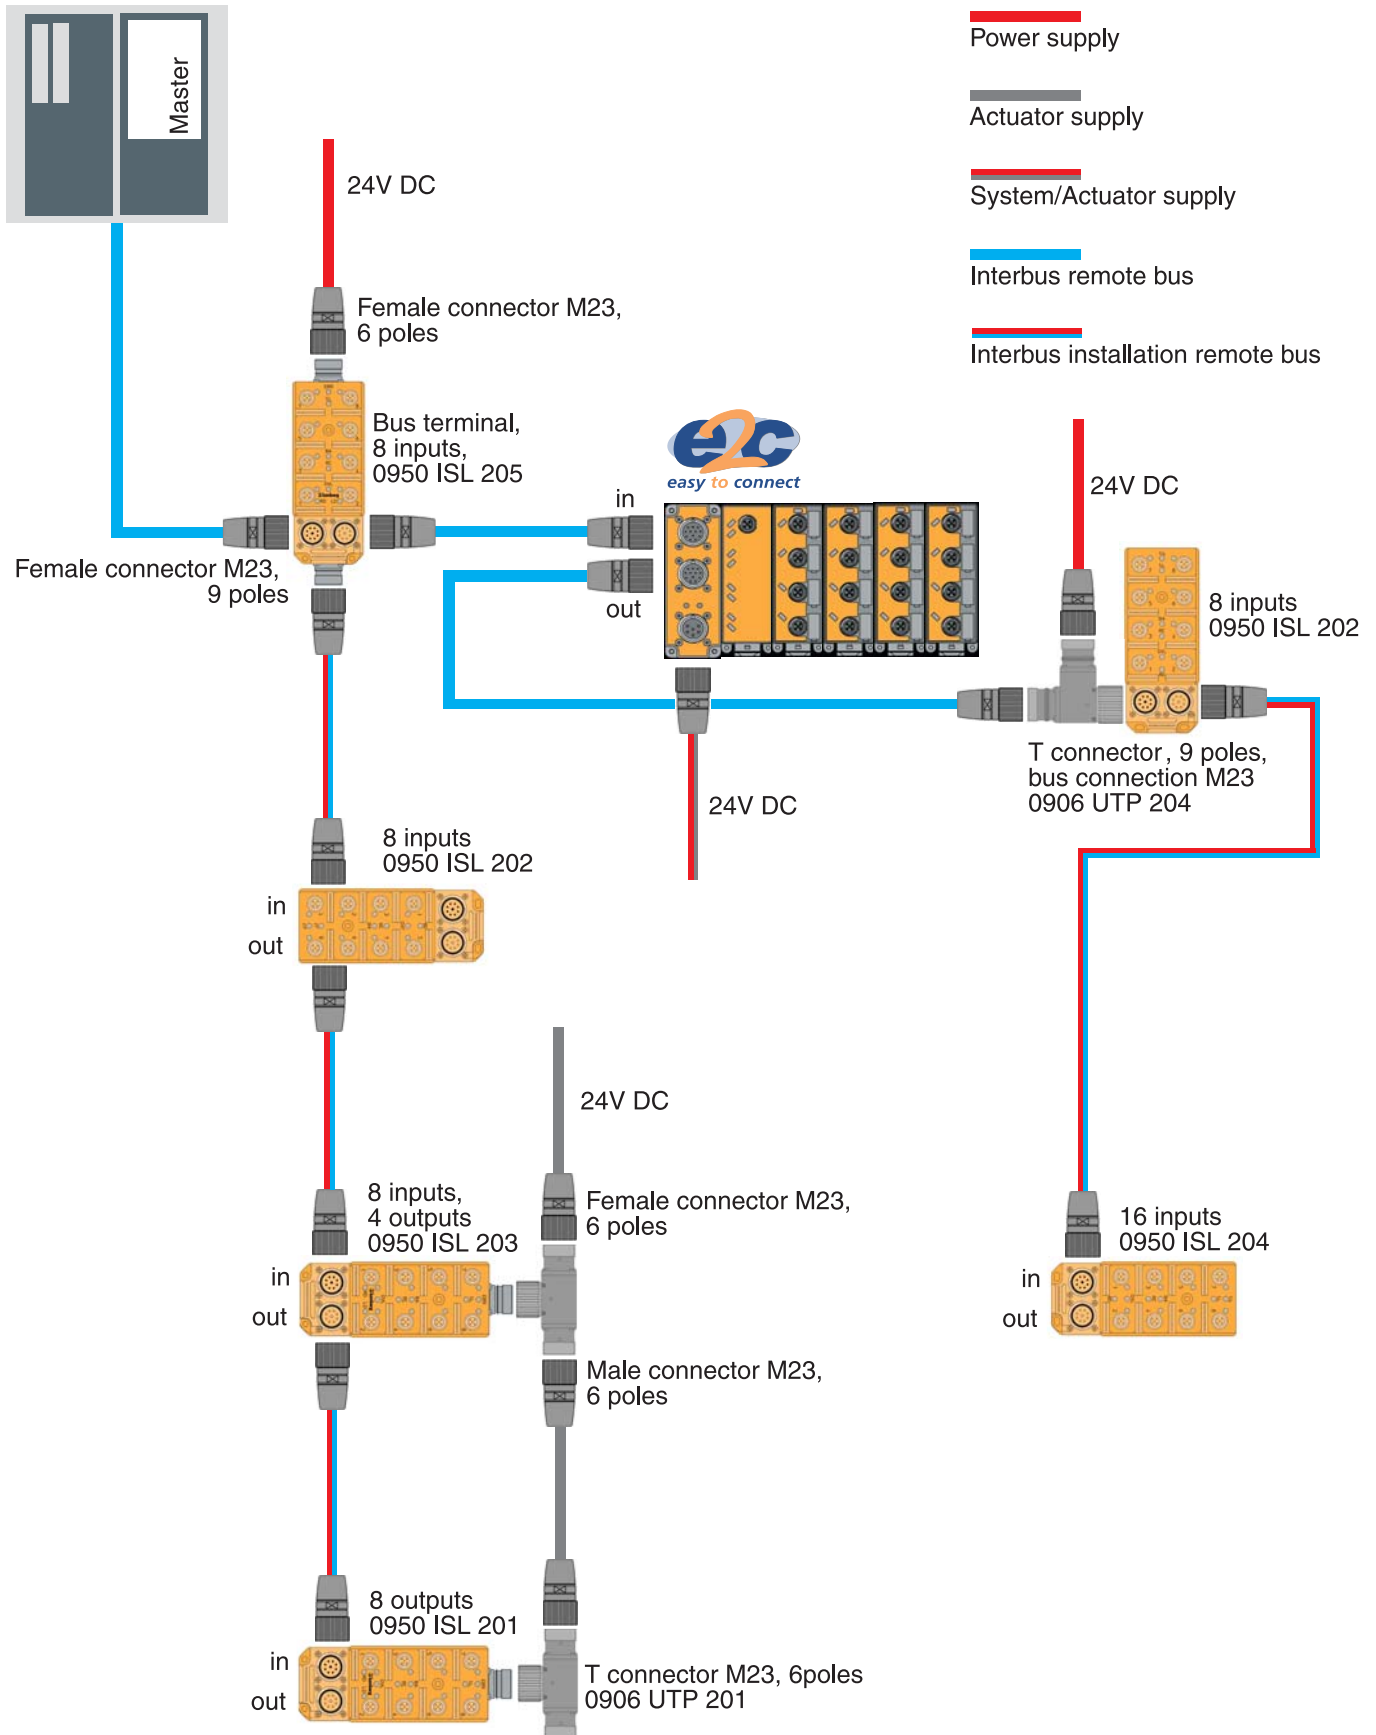 Master
Power supply
Actuator supply
System/Actuator supply
Interbus remote bus
Interbus installation remote bus
24V DC
Female connector M23,
6 poles
Bus terminal,
8 inputs,
0950 ISL 205
Female connector M23,
9 poles
e2c
easy to connect
in
out
24V DC
24V DC
8 inputs
0950 ISL 202
T connector, 9 poles,
bus connection M23
0906 UTP 204
8 inputs
0950 ISL 202
in
out
24V DC
8 inputs,
4 outputs
0950 ISL 203
in
out
Female connector M23,
6 poles
Male connector M23,
6 poles
16 inputs
0950 ISL 204
in
out
8 outputs
0950 ISL 201
in
out
T connector M23, 6poles
0906 UTP 201